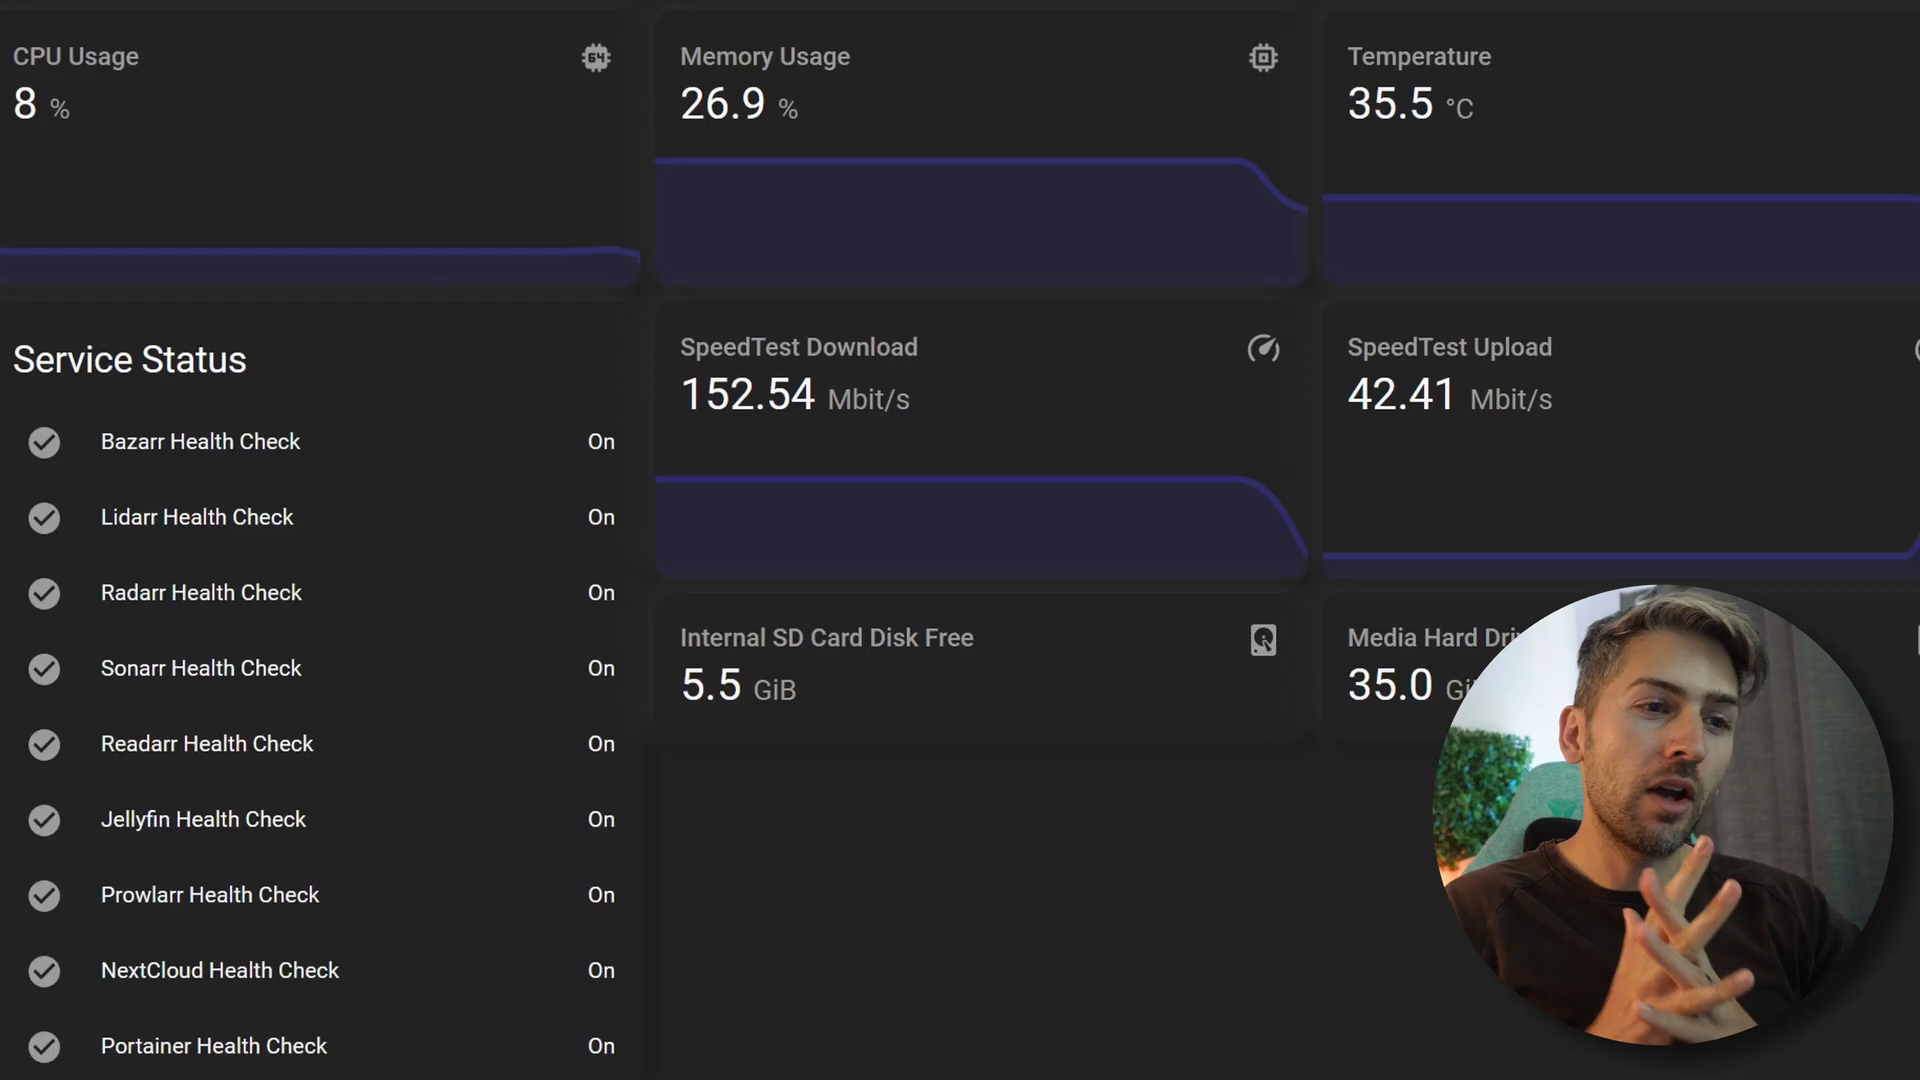 CPU Usage
8 %
Memory Usage
26.9 %
Temperature
35.5 °C
Service Status
Bazarr Health Check On
Lidarr Health Check On
Radarr Health Check On
Sonarr Health Check On
Readarr Health Check On
Jellyfin Health Check On
Prowlarr Health Check On
NextCloud Health Check On
Portainer Health Check On
SpeedTest Download
152.54 Mbit/s
SpeedTest Upload
42.41 Mbit/s
Internal SD Card Disk Free
5.5 GiB
Media Hard
35.0